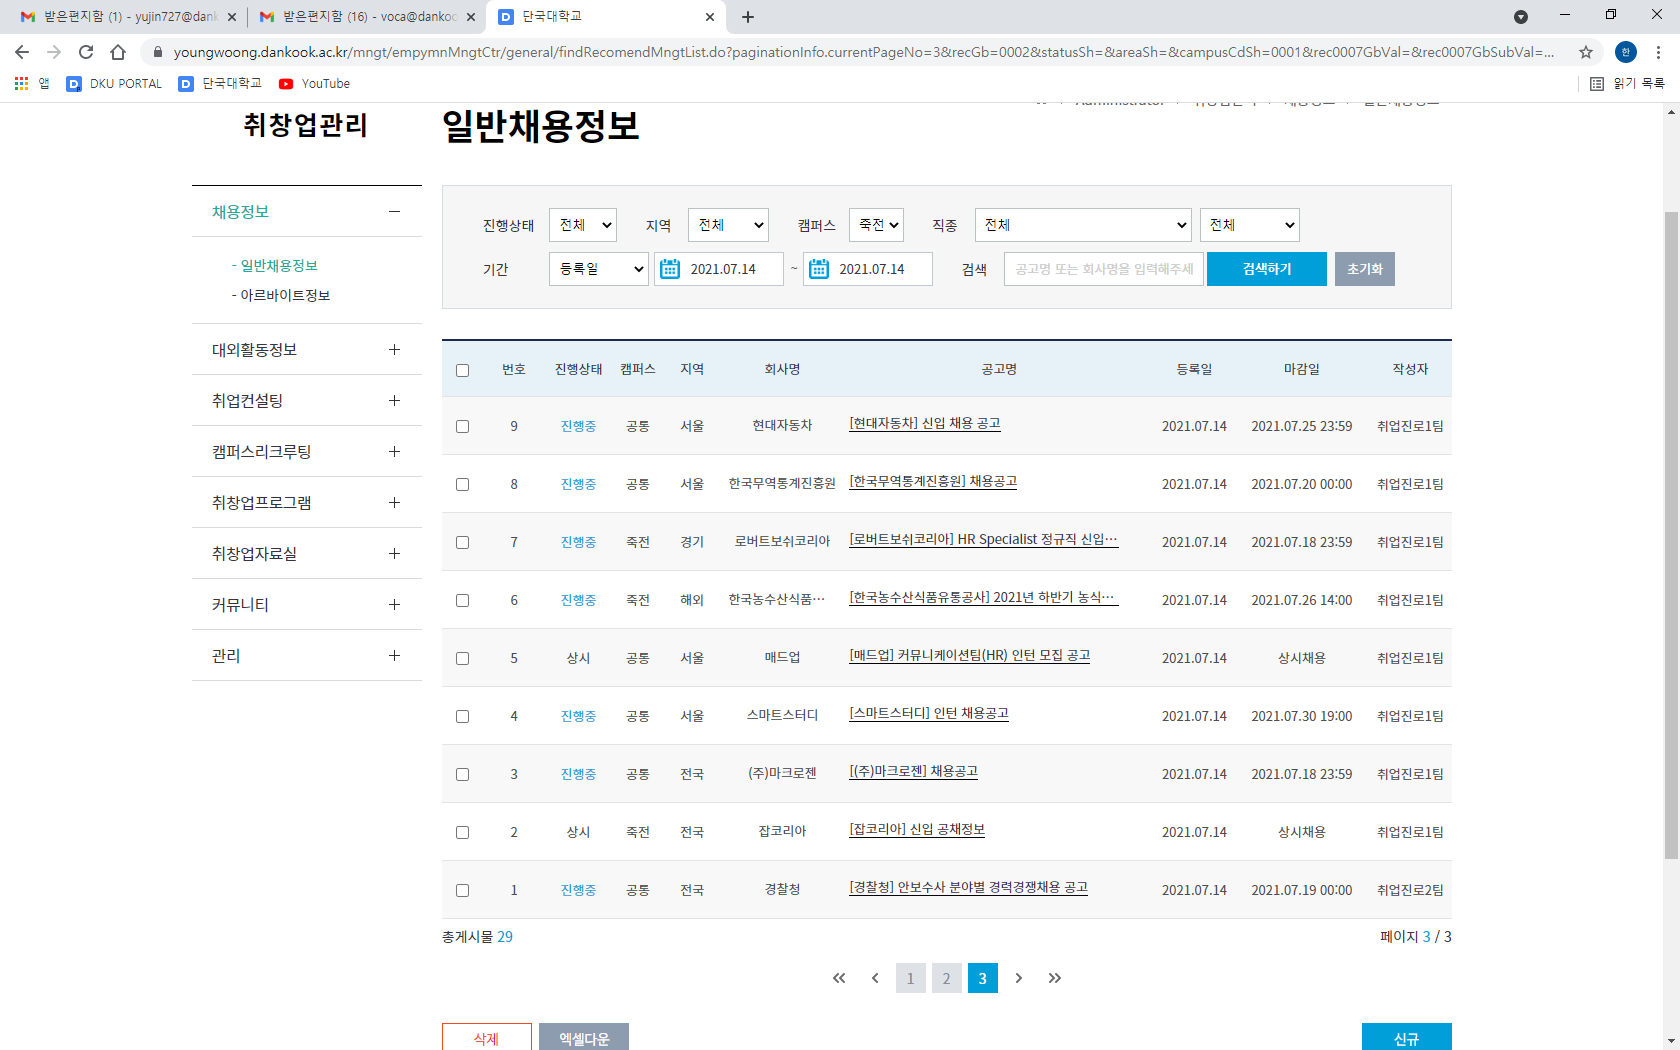 받은편지함 (1) - yujin727@dank
받은편지함 (16) - voca@dankoo
단국대학교
youngwoong.dankook.ac.kr/mngt/empymnMngtCtr/general/findRecomendMngtList.do?paginationInfo.currentPageNo=3&recGb=0002&statusSh=&areaSh=&campusCdSh=0001&rec0007GbVal=&rec0007GbSubVal=...
한
앱 DKU PORTAL 단국대학교 YouTube 읽기 목록
취창업관리
일반채용정보
채용정보
- 일반채용정보
- 아르바이트정보
대외활동정보
취업컨설팅
캠퍼스리크루팅
취창업프로그램
취창업자료실
커뮤니티
관리
진행상태 전체 지역 전체 캠퍼스 죽전 직종 전체 전체
기간 등록일 2021.07.14 ~ 2021.07.14 검색 공고명 또는 회사명을 입력해주세 검색하기 초기화
번호 진행상태 캠퍼스 지역 회사명 공고명 등록일 마감일 작성자
9 진행중 공통 서울 현대자동차 [현대자동차] 신입 채용 공고 2021.07.14 2021.07.25 23:59 취업진로1팀
8 진행중 공통 서울 한국무역통계진흥원 [한국무역통계진흥원] 채용공고 2021.07.14 2021.07.20 00:00 취업진로1팀
7 진행중 죽전 경기 로버트보쉬코리아 [로버트보쉬코리아] HR Specialist 정규직 신입… 2021.07.14 2021.07.18 23:59 취업진로1팀
6 진행중 죽전 해외 한국농수산식품… [한국농수산식품유통공사] 2021년 하반기 농식… 2021.07.14 2021.07.26 14:00 취업진로1팀
5 상시 공통 서울 매드업 [매드업] 커뮤니케이션팀(HR) 인턴 모집 공고 2021.07.14 상시채용 취업진로1팀
4 진행중 공통 서울 스마트스터디 [스마트스터디] 인턴 채용공고 2021.07.14 2021.07.30 19:00 취업진로1팀
3 진행중 공통 전국 (주)마크로젠 [(주)마크로젠] 채용공고 2021.07.14 2021.07.18 23:59 취업진로1팀
2 상시 죽전 전국 잡코리아 [잡코리아] 신입 공채정보 2021.07.14 상시채용 취업진로1팀
1 진행중 공통 전국 경찰청 [경찰청] 안보수사 분야별 경력경쟁채용 공고 2021.07.14 2021.07.19 00:00 취업진로2팀
총게시물 29 페이지 3 / 3
1 2 3
삭제 엑셀다운 신규